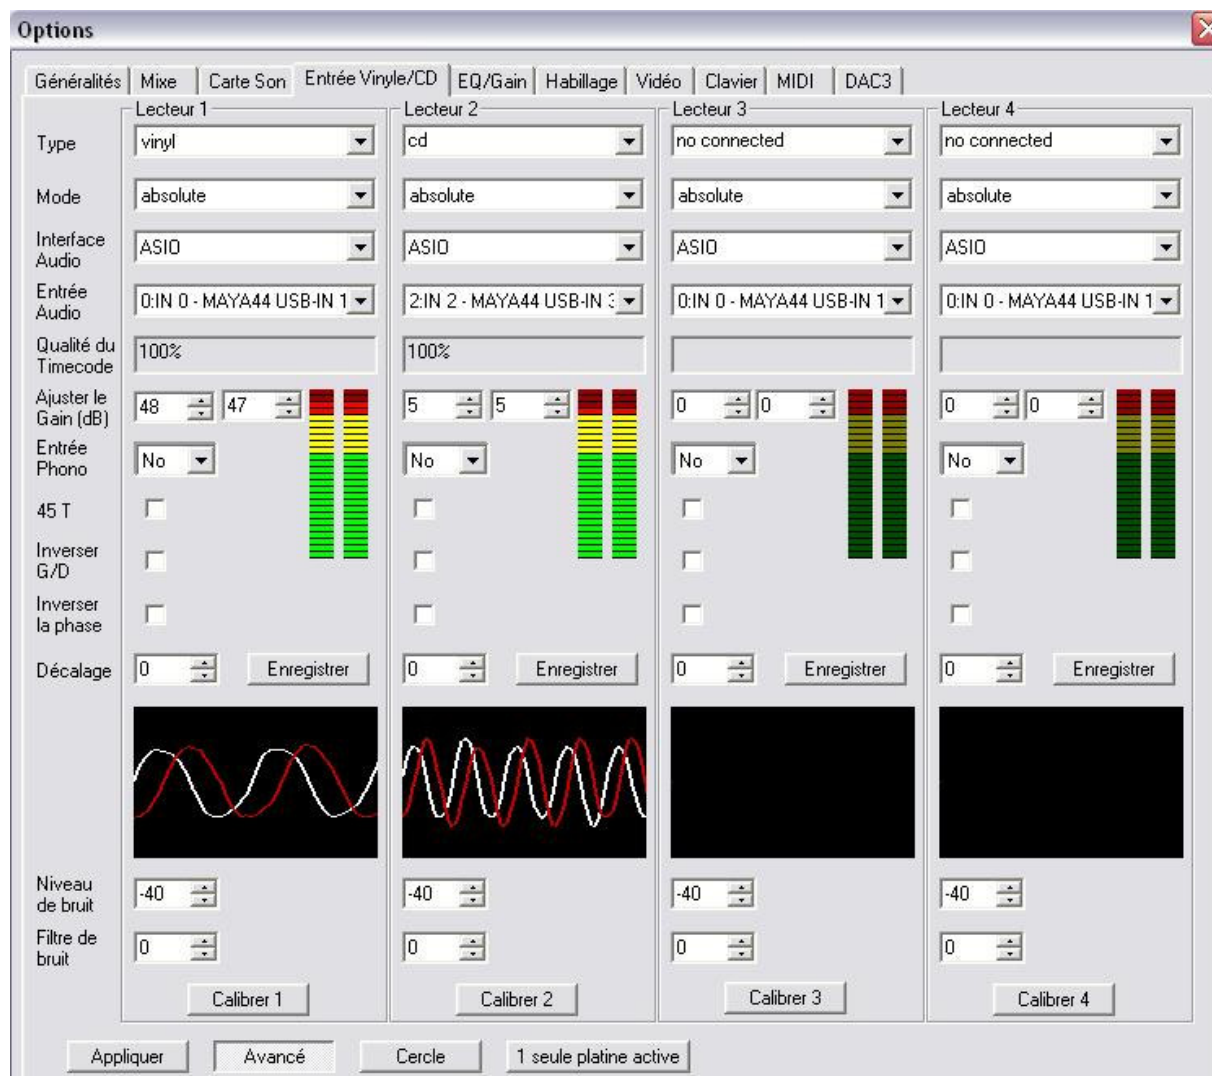 Options
Généralités Mixe Carte Son Entrée Vinyle/CD EQ/Gain Habillage Vidéo Clavier MIDI DAC3
Lecteur 1 Lecteur 2 Lecteur 3 Lecteur 4
Type vinyl cd no connected no connected
Mode absolute absolute absolute absolute
Interface
Audio
ASIO ASIO ASIO ASIO
Entrée
Audio
0:IN 0 - MAYA44 USB-IN 1 2:IN 2 - MAYA44 USB-IN 0:IN 0 - MAYA44 USB-IN 1 0:IN 0 - MAYA44 USB-IN 1
Qualité du
Timecode
100% 100%
Ajuster le
Gain (dB)
48 47 5 5 0 0 0 0
Entrée
Phono
No No No No
45 T
Inverser
G/D
Inverser
la phase
Décalage 0 Enregistrer 0 Enregistrer 0 Enregistrer 0 Enregistrer
Niveau
de bruit
-40 -40 -40 -40
Filtre de
bruit
0 0 0 0
Calibrer 1 Calibrer 2 Calibrer 3 Calibrer 4
Appliquer Avancé Cercle 1 seule platine active